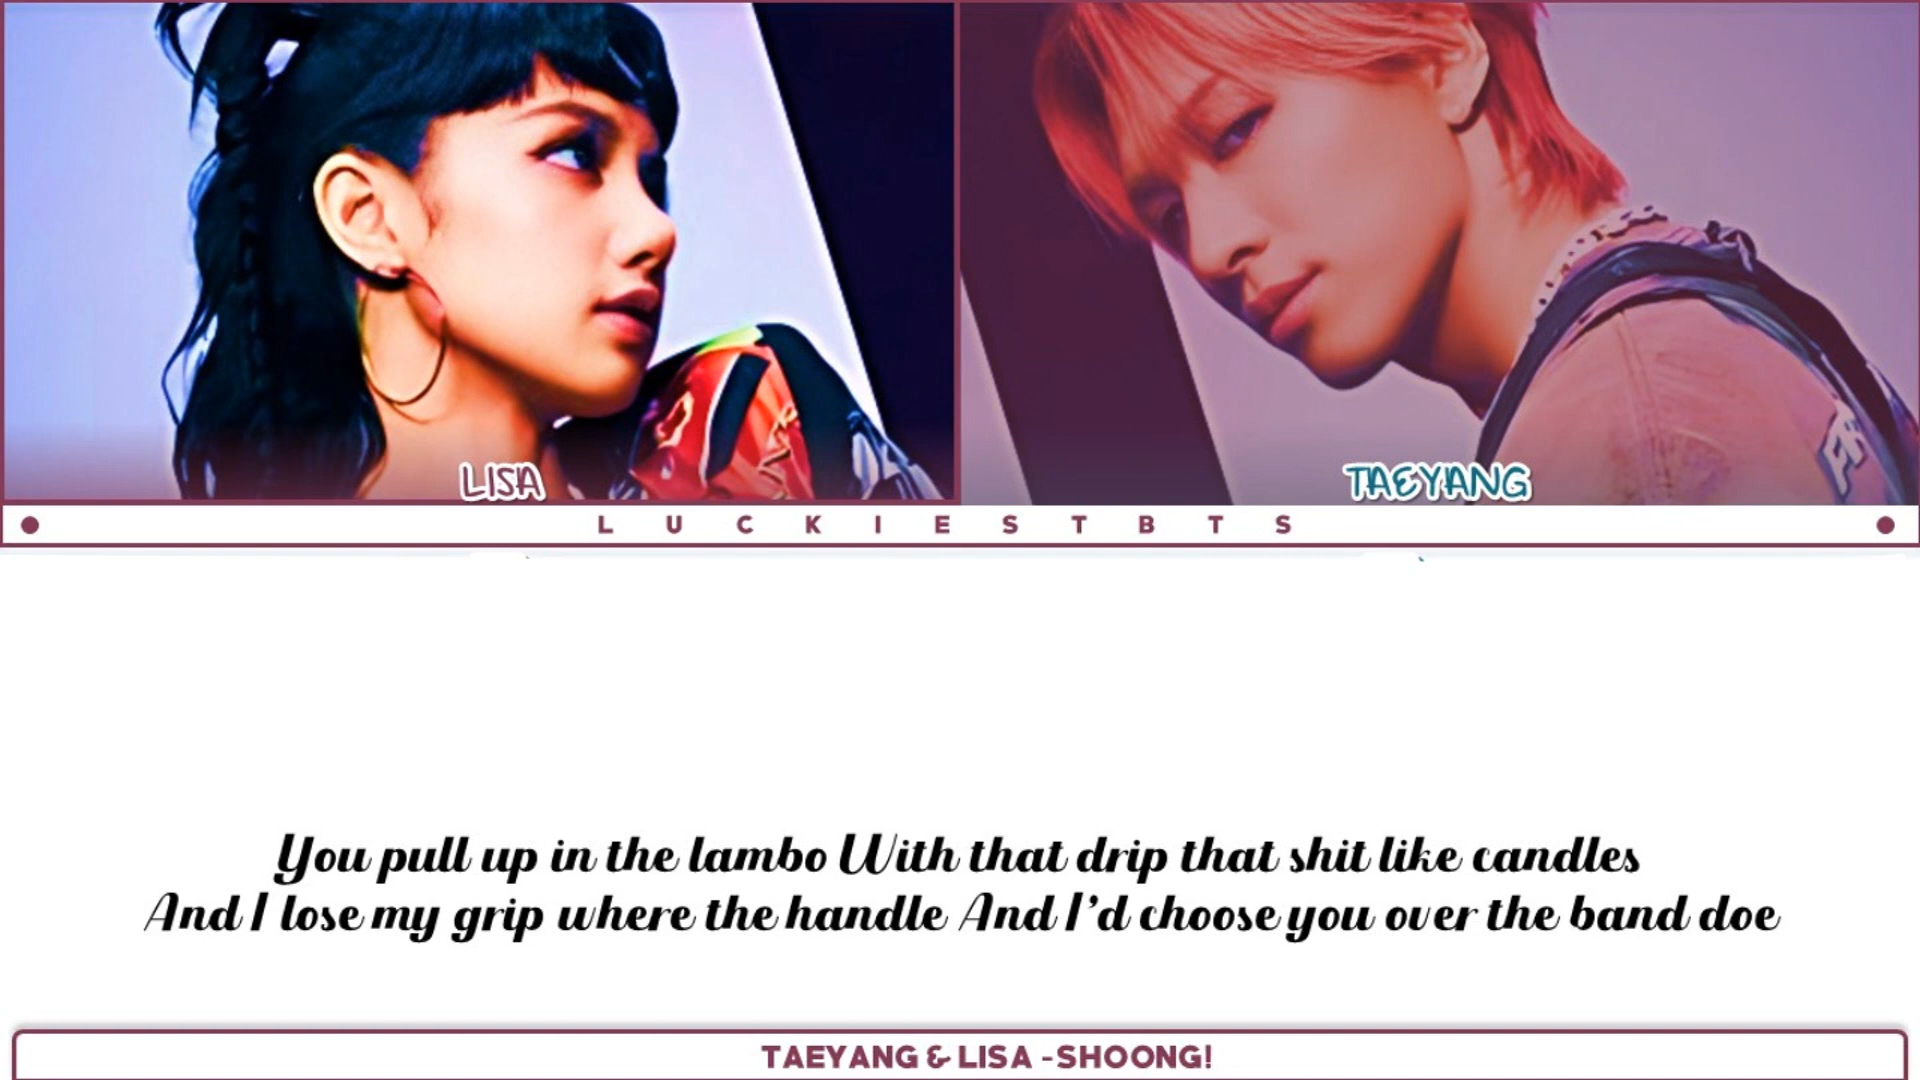 LISA
TAEYANG
LUCKIESTBTS
You pull up in the lambo With that drip that shit like candles
And I lose my grip where the handle And I'd choose you over the band doe
TAEYANG & LISA -SHOONG!